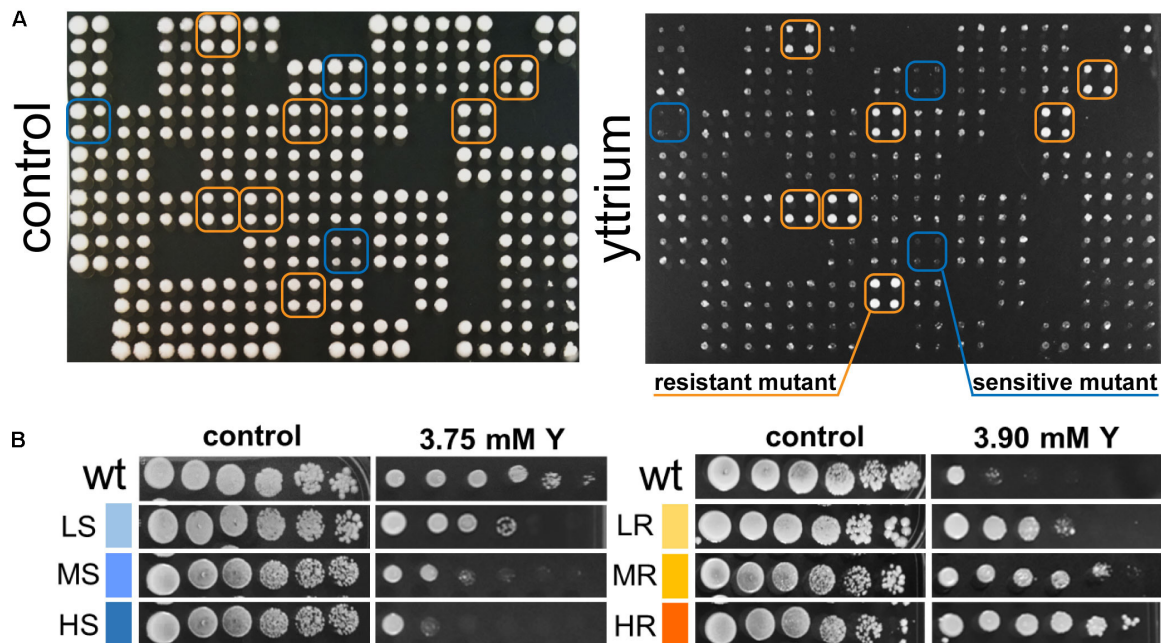 A
control
yttrium
resistant mutant
sensitive mutant
B
control
3.75 mM Y
wt
LS
MS
HS
control
3.90 mM Y
wt
LR
MR
HR